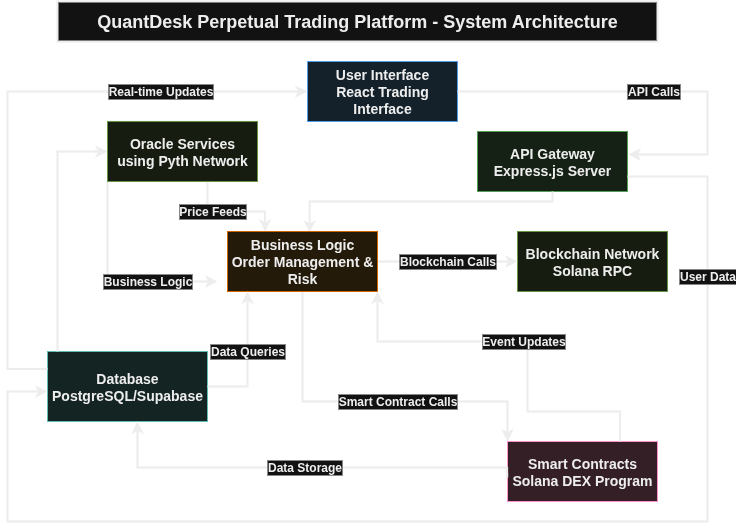 QuantDesk Perpetual Trading Platform - System Architecture
User Interface
React Trading
Interface
Real-time Updates
API Calls
Oracle Services
using Pyth Network
API Gateway
Express.js Server
Price Feeds
Business Logic
Order Management &
Risk
Blockchain Calls
Blockchain Network
Solana RPC
User Data
Business Logic
Event Updates
Data Queries
Database
PostgreSQL/Supabase
Smart Contract Calls
Smart Contracts
Solana DEX Program
Data Storage